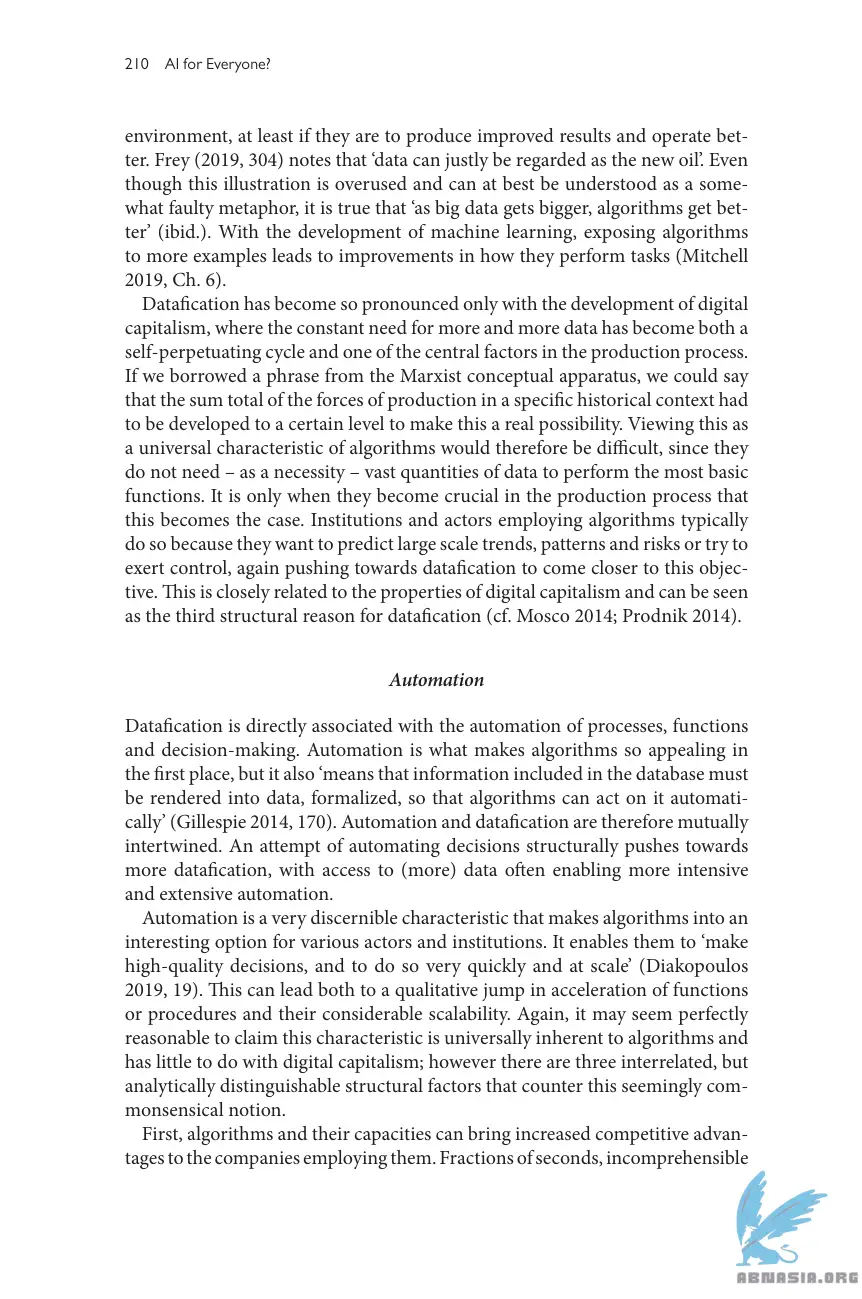 210 AI for Everyone?
environment, at least if they are to produce improved results and operate bet-
ter. Frey (2019, 304) notes that ‘data can justly be regarded as the new oil’. Even
though this illustration is overused and can at best be understood as a some-
what faulty metaphor, it is true that ‘as big data gets bigger, algorithms get bet-
ter’ (ibid.). With the development of machine learning, exposing algorithms
to more examples leads to improvements in how they perform tasks (Mitchell
2019, Ch. 6).
Datafication has become so pronounced only with the development of digital
capitalism, where the constant need for more and more data has become both a
self-perpetuating cycle and one of the central factors in the production process.
If we borrowed a phrase from the Marxist conceptual apparatus, we could say
that the sum total of the forces of production in a specific historical context had
to be developed to a certain level to make this a real possibility. Viewing this as
a universal characteristic of algorithms would therefore be difficult, since they
do not need – as a necessity – vast quantities of data to perform the most basic
functions. It is only when they become crucial in the production process that
this becomes the case. Institutions and actors employing algorithms typically
do so because they want to predict large scale trends, patterns and risks or try to
exert control, again pushing towards datafication to come closer to this objec-
tive. This is closely related to the properties of digital capitalism and can be seen
as the third structural reason for datafication (cf. Mosco 2014; Prodnik 2014).
Automation
Datafication is directly associated with the automation of processes, functions
and decision-making. Automation is what makes algorithms so appealing in
the first place, but it also ‘means that information included in the database must
be rendered into data, formalized, so that algorithms can act on it automati-
cally’ (Gillespie 2014, 170). Automation and datafication are therefore mutually
intertwined. An attempt of automating decisions structurally pushes towards
more datafication, with access to (more) data often enabling more intensive
and extensive automation.
Automation is a very discernible characteristic that makes algorithms into an
interesting option for various actors and institutions. It enables them to ‘make
high-quality decisions, and to do so very quickly and at scale’ (Diakopoulos
2019, 19). This can lead both to a qualitative jump in acceleration of functions
or procedures and their considerable scalability. Again, it may seem perfectly
reasonable to claim this characteristic is universally inherent to algorithms and
has little to do with digital capitalism; however there are three interrelated, but
analytically distinguishable structural factors that counter this seemingly com-
monsensical notion.
First, algorithms and their capacities can bring increased competitive advan-
tages to the companies employing them. Fractions of seconds, incomprehensible
ABNASIA.ORG